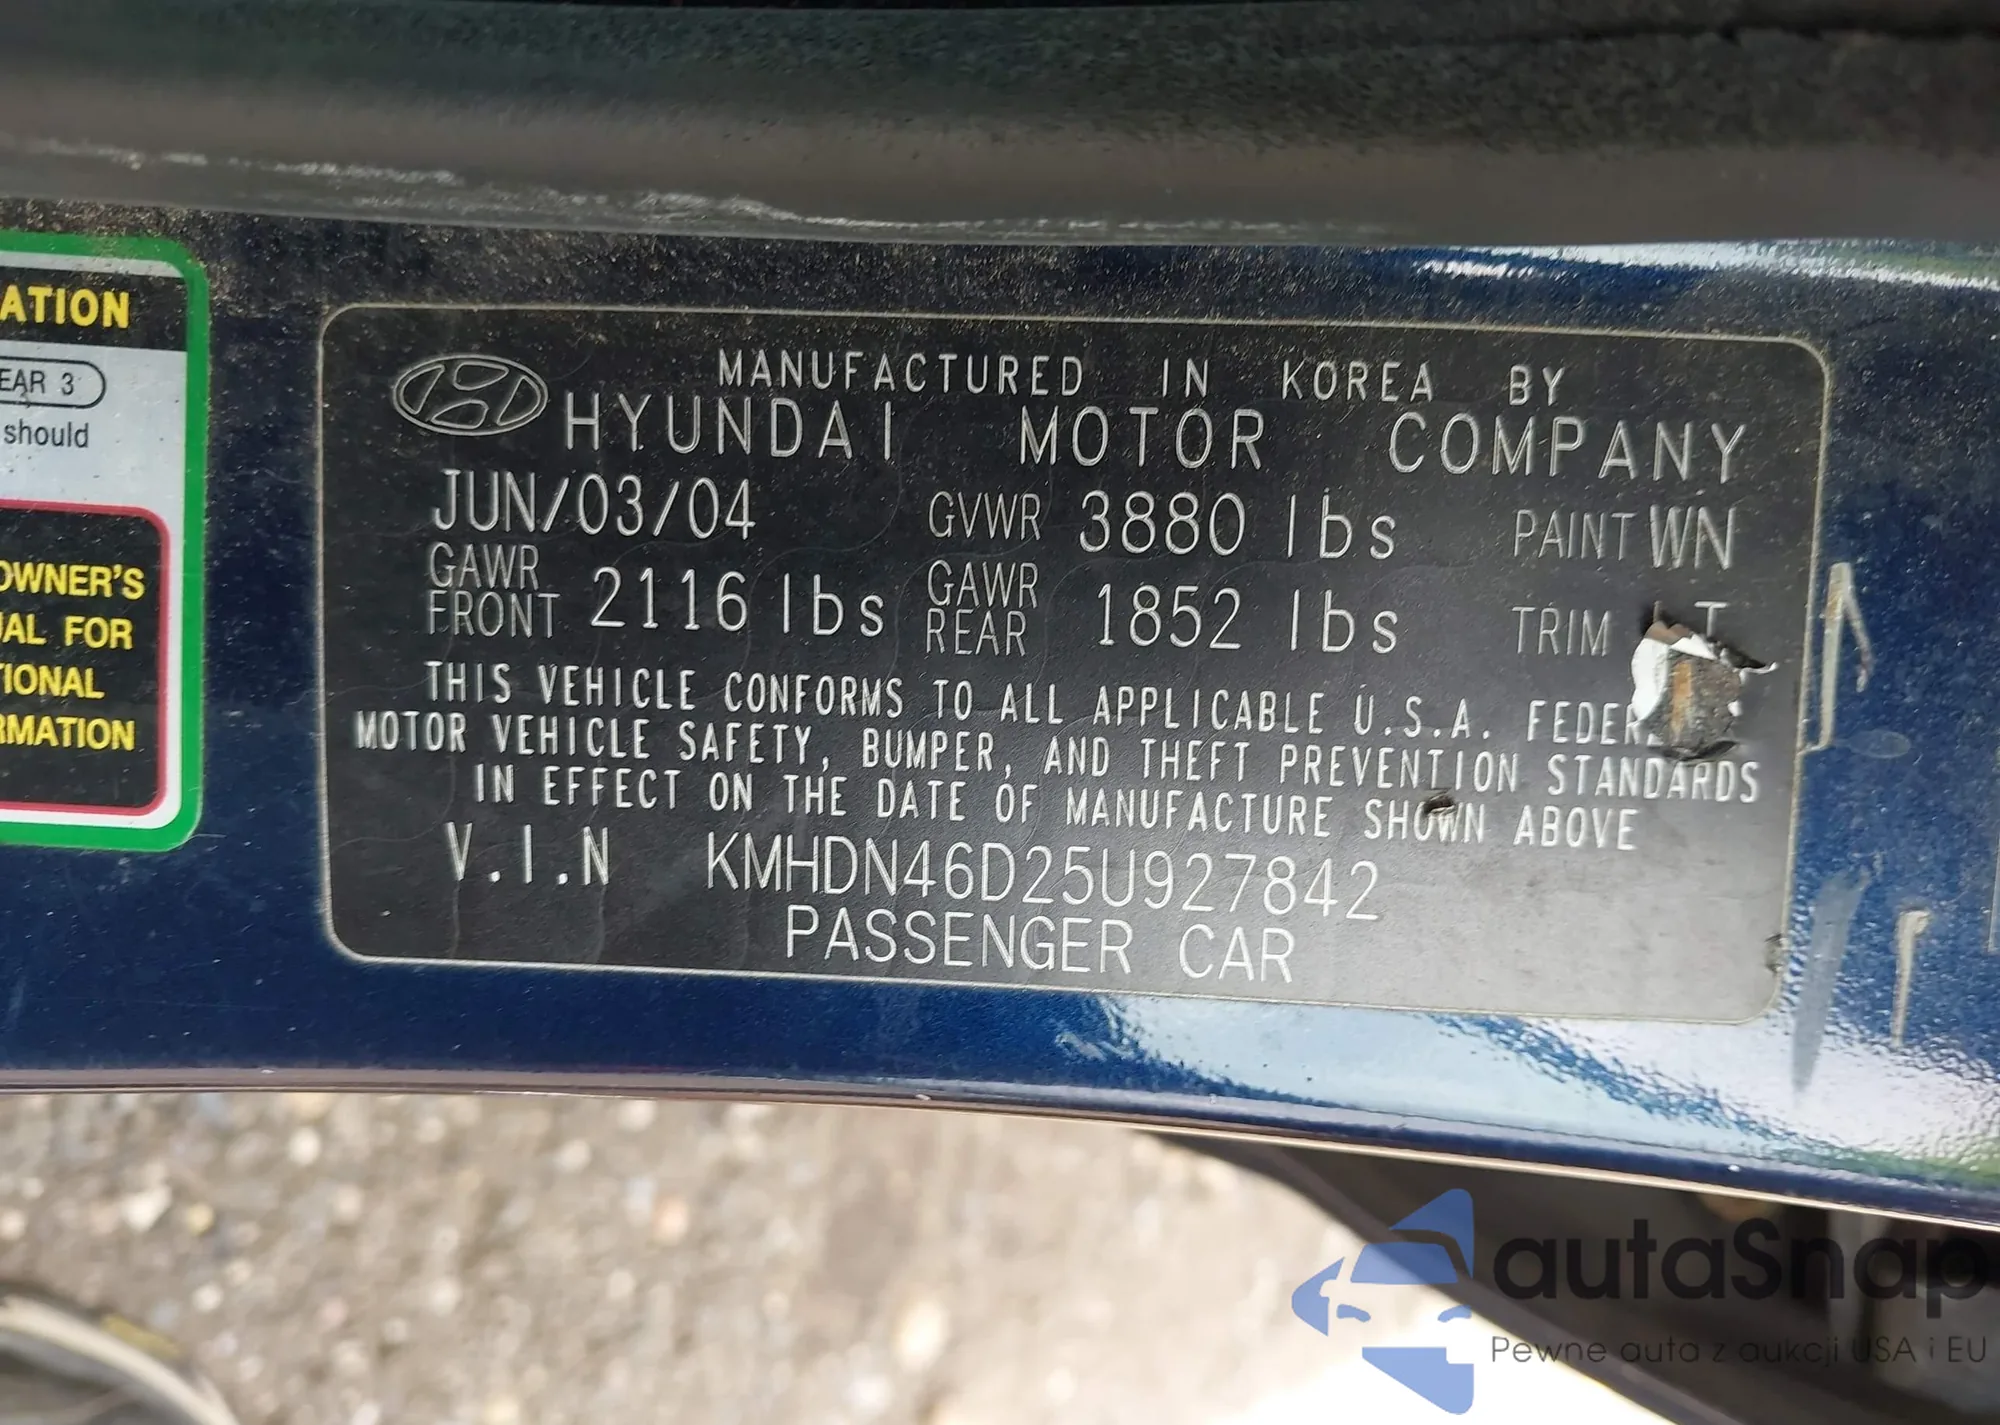 ATION
EAR 3
should
OWNER'S
UAL FOR
TIONAL
RMATION
MANUFACTURED IN KOREA BY
HYUNDAI MOTOR COMPANY
JUN/03/04 GVWR 3880 lbs PAINT WN
GAWR FRONT 2116 lbs GAWR REAR 1852 lbs TRIM
THIS VEHICLE CONFORMS TO ALL APPLICABLE U.S.A. FEDER
MOTOR VEHICLE SAFETY, BUMPER, AND THEFT PREVENTION STANDARDS
IN EFFECT ON THE DATE OF MANUFACTURE SHOWN ABOVE
V.I.N KMHDN46D25U927842
PASSENGER CAR
autaSnap
Pewne auta z aukcji USA i EU